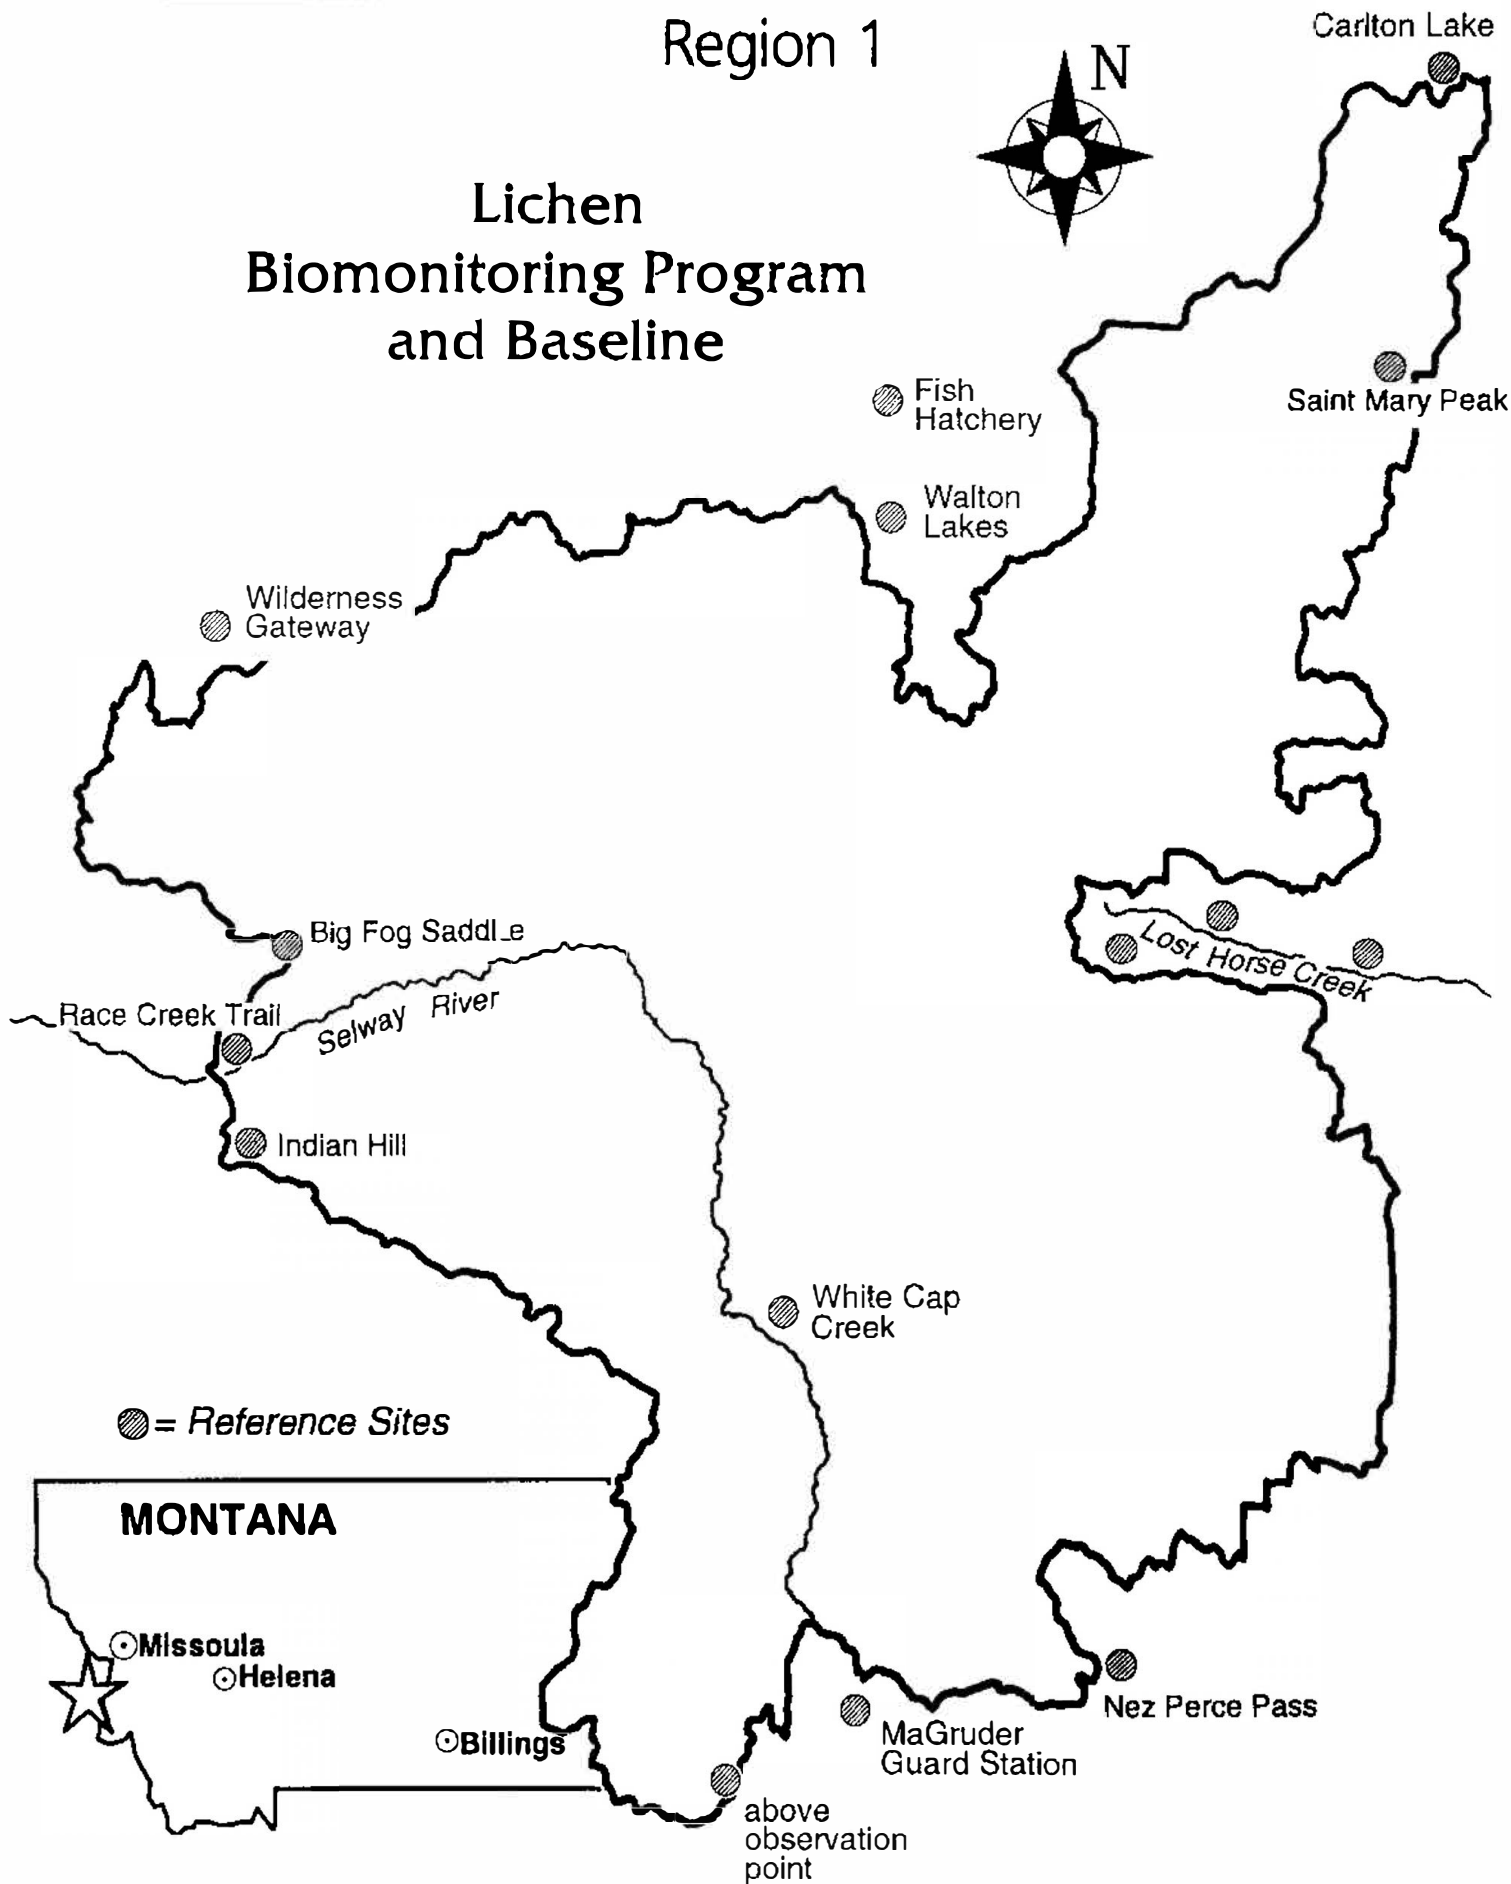 Region 1
N
Carlton Lake
Lichen
Biomonitoring Program
and Baseline
Saint Mary Peak
Fish
Hatchery
Walton
Lakes
Wilderness
Gateway
Big Fog Saddle
Lost Horse Creek
Race Creek Trail
Selway River
Indian Hill
White Cap
Creek
= Reference Sites
MONTANA
Missoula
Helena
Billings
Nez Perce Pass
MaGruder
Guard Station
above
observation
point